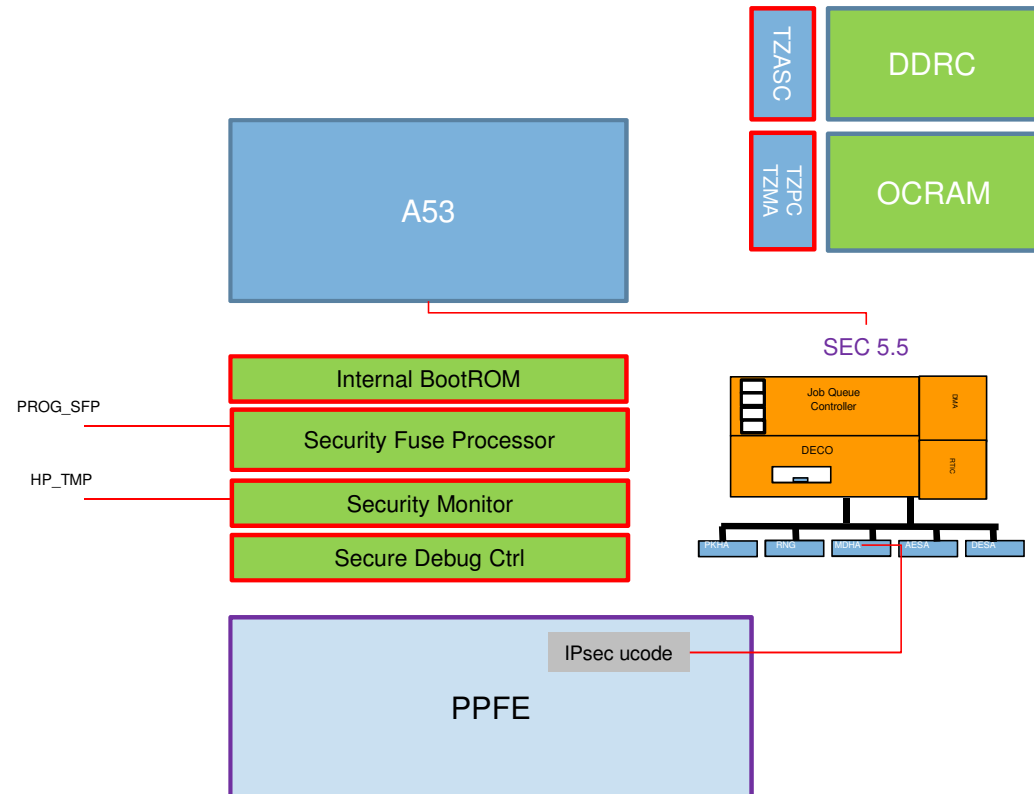 TZASC
DDRC
TZPC
TZMA
OCRAM
A53
SEC 5.5
Internal BootROM
PROG_SFP
Security Fuse Processor
HP_TMP
Security Monitor
Secure Debug Ctrl
Job Queue
Controller
DMA
DECO
RTIC
PKHA
RNG
MDHA
AESA
DESA
IPsec ucode
PPFE